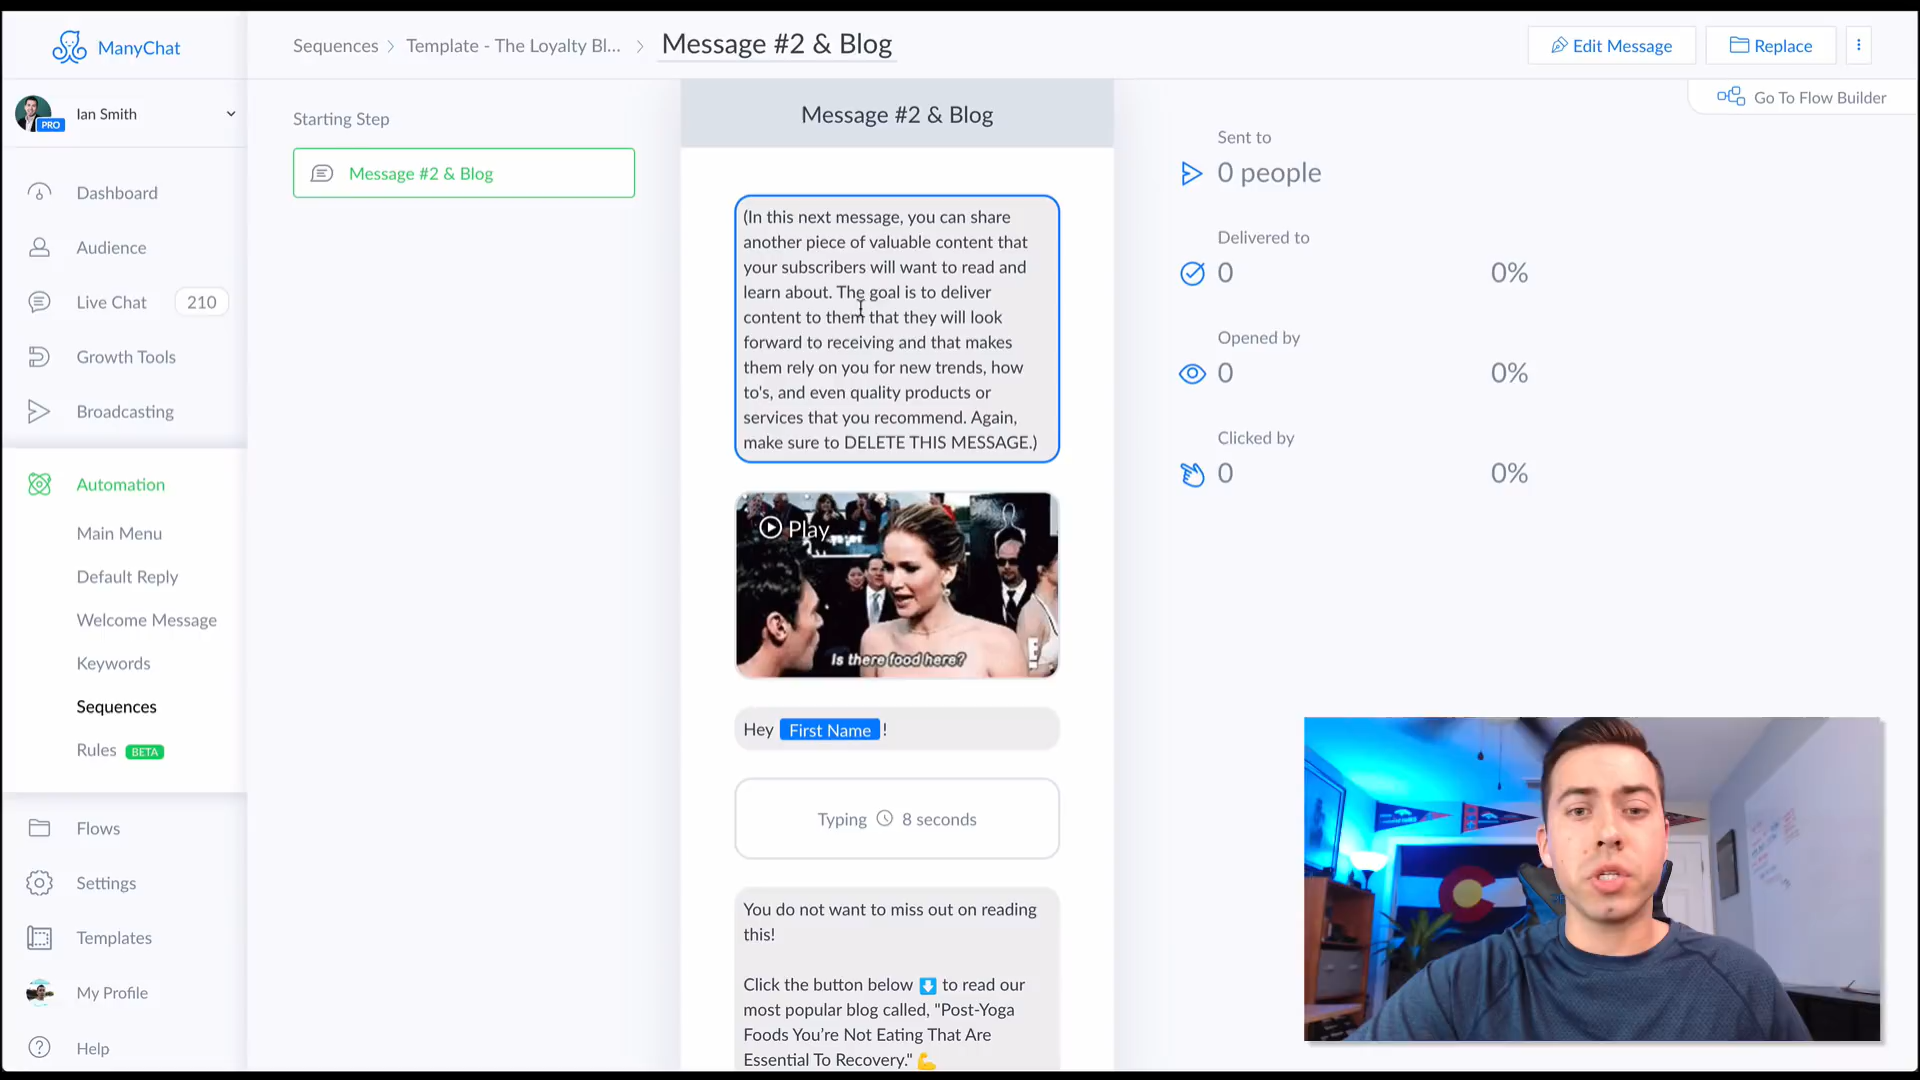 ManyChat
Sequences
Template - The Loyalty Bl...
Message #2 & Blog
Edit Message
Replace
Go To Flow Builder
PRO
Ian Smith
Dashboard
Audience
Live Chat
210
Growth Tools
Broadcasting
Automation
Main Menu
Default Reply
Welcome Message
Keywords
Sequences
Rules
BETA
Flows
Settings
Templates
My Profile
Help
Starting Step
Message #2 & Blog
Message #2 & Blog
(In this next message, you can share
another piece of valuable content that
your subscribers will want to read and
learn about. The goal is to deliver
content to them that they will look
forward to receiving and that makes
them rely on you for new trends, how
to's, and even quality products or
services that you recommend. Again,
make sure to DELETE THIS MESSAGE.)
Play
Is there food here?
E!
Hey First Name !
Typing 8 seconds
You do not want to miss out on reading
this!
Click the button below ⬇️ to read our
most popular blog called, "Post-Yoga
Foods You're Not Eating That Are
Essential To Recovery." 💪
Sent to
0 people
Delivered to
0 0%
Opened by
0 0%
Clicked by
0 0%